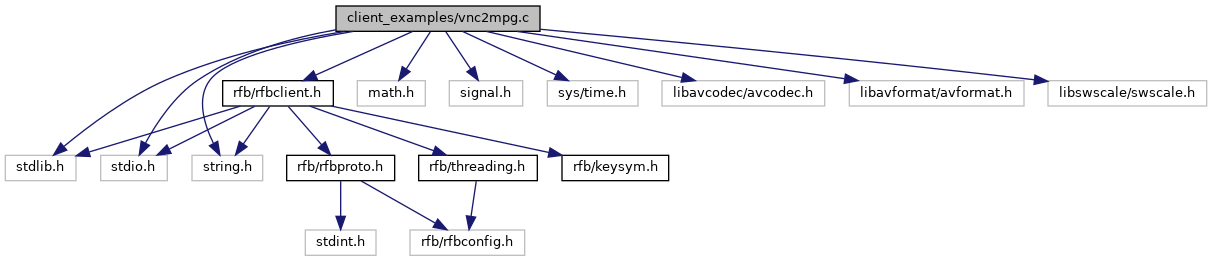 client_examples/vnc2mpg.c
rfb/rfbclient.h
math.h
signal.h
sys/time.h
libavcodec/avcodec.h
libavformat/avformat.h
libswscale/swscale.h
stdlib.h
stdio.h
string.h
rfb/rfbproto.h
rfb/threading.h
rfb/keysym.h
stdint.h
rfb/rfbconfig.h